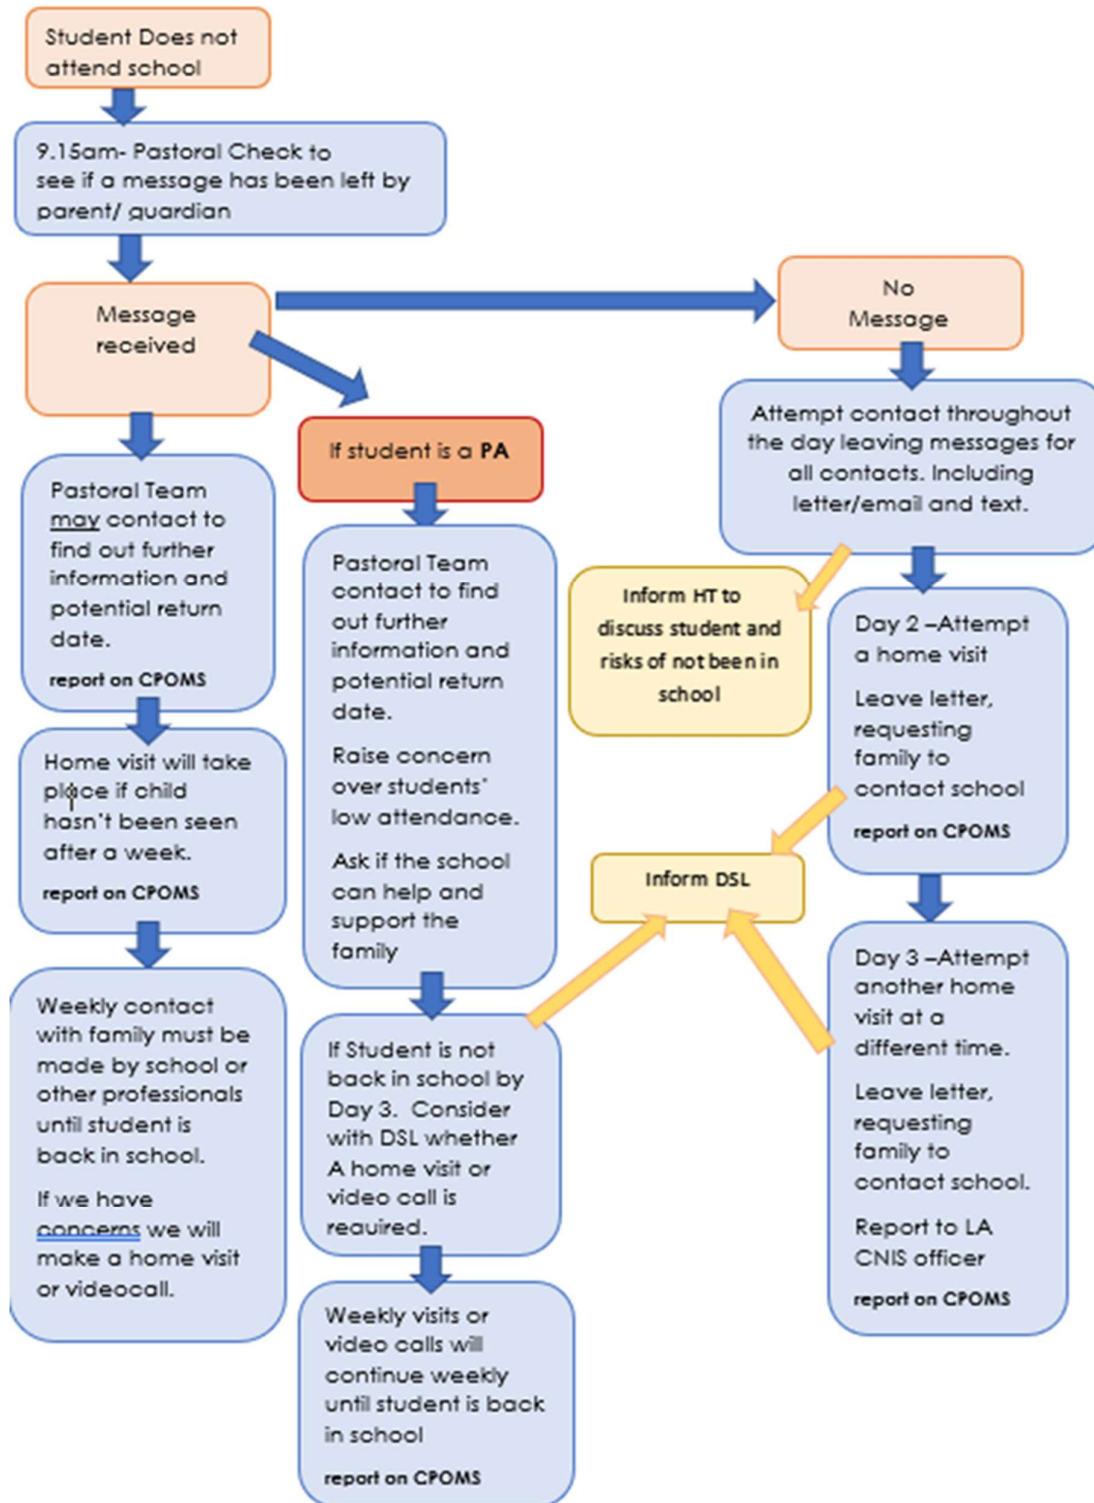 Student Does not
attend school
9.15am- Pastoral Check to
see if a message has been left by
parent/ guardian
Message
received
No
Message
If student is a PA
Attempt contact throughout
the day leaving messages for
all contacts. Including
letter/email and text.
Pastoral Team
may contact to
find out further
information and
potential return
date.
report on CPOMS
Pastoral Team
contact to find
out further
information and
potential return
date.
Raise concern
over students'
low attendance.
Ask if the school
can help and
support the
family
Inform HT to
discuss student and
risks of not been in
school
Day 2 –Attempt
a home visit
Leave letter,
requesting
family to
contact school
report on CPOMS
Home visit will take
place if child
hasn't been seen
after a week.
report on CPOMS
Inform DSL
Day 3 –Attempt
another home
visit at a
different time.
Leave letter,
requesting
family to
contact school.
Report to LA
CNIS officer
report on CPOMS
Weekly contact
with family must be
made by school or
other professionals
until student is
back in school.
If we have
concerns we will
make a home visit
or videocall.
If Student is not
back in school by
Day 3. Consider
with DSL whether
A home visit or
video call is
required.
Weekly visits or
video calls will
continue weekly
until student is back
in school
report on CPOMS